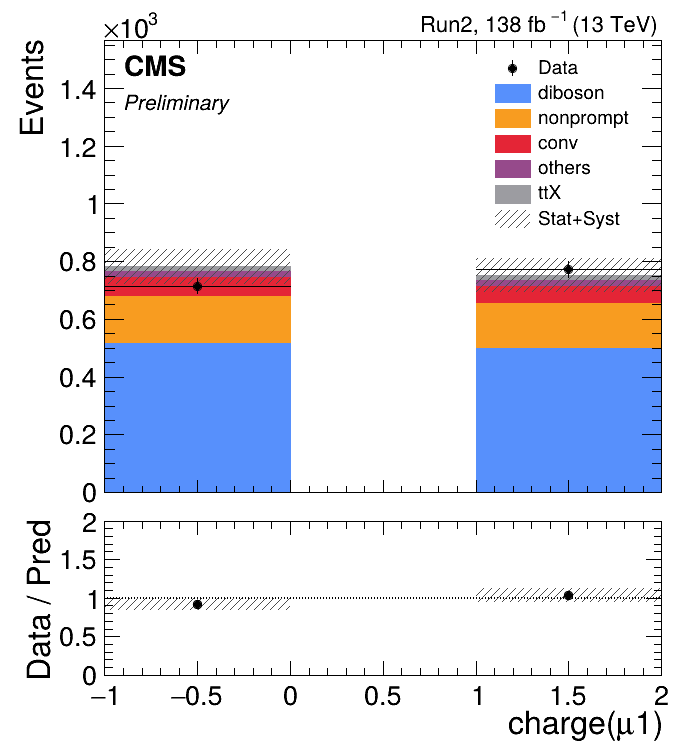 ×10³
Run2, 138 fb⁻¹ (13 TeV)
CMS
Preliminary
Events
1.4
1.2
1
0.8
0.6
0.4
0.2
0
Data
diboson
nonprompt
conv
others
ttX
Stat+Syst
Data / Pred
2
1.5
1
0.5
0
−1 −0.5 0 0.5 1 1.5 2
charge(μ1)